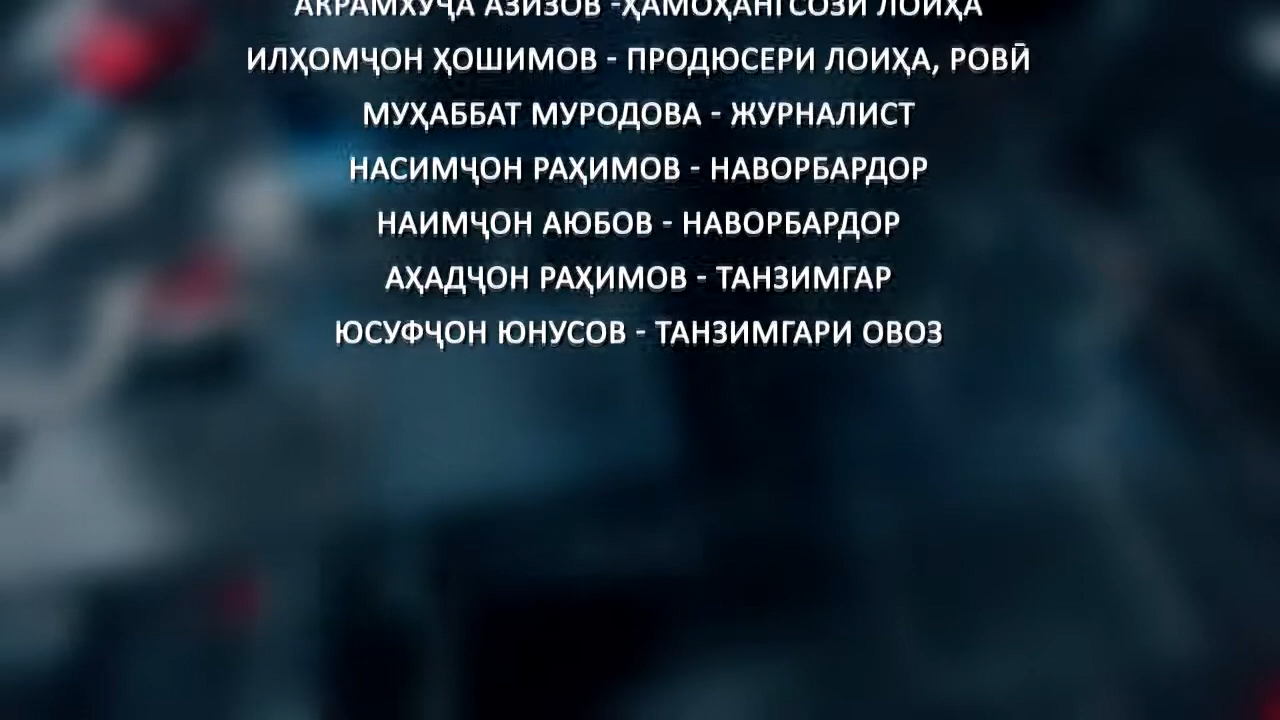 АКРАМХУҶА АЗИЗОВ -ҲАМОҲАНГСОЗИ ЛОИҲА
ИЛҲОМҶОН ҲОШИМОВ - ПРОДЮСЕРИ ЛОИҲА, РОВӢ
МУҲАББАТ МУРОДОВА - ЖУРНАЛИСТ
НАСИМҶОН РАҲИМОВ - НАВОРБАРДОР
НАИМҶОН АЮБОВ - НАВОРБАРДОР
АҲАДҶОН РАҲИМОВ - ТАНЗИМГАР
ЮСУФҶОН ЮНУСОВ - ТАНЗИМГАРИ ОВОЗ